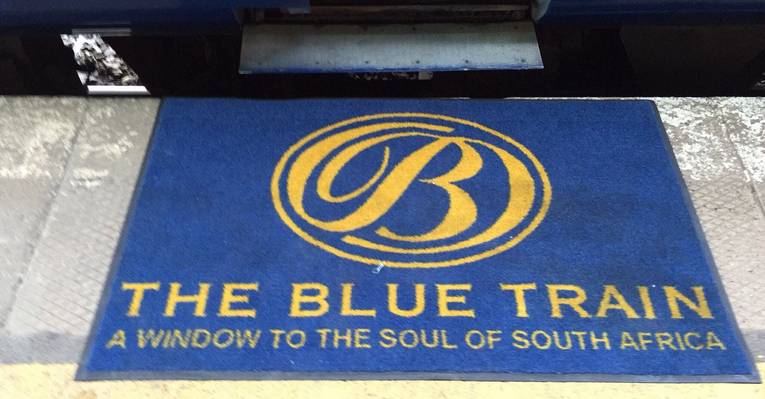 B
THE BLUE TRAIN
A WINDOW TO THE SOUL OF SOUTH AFRICA